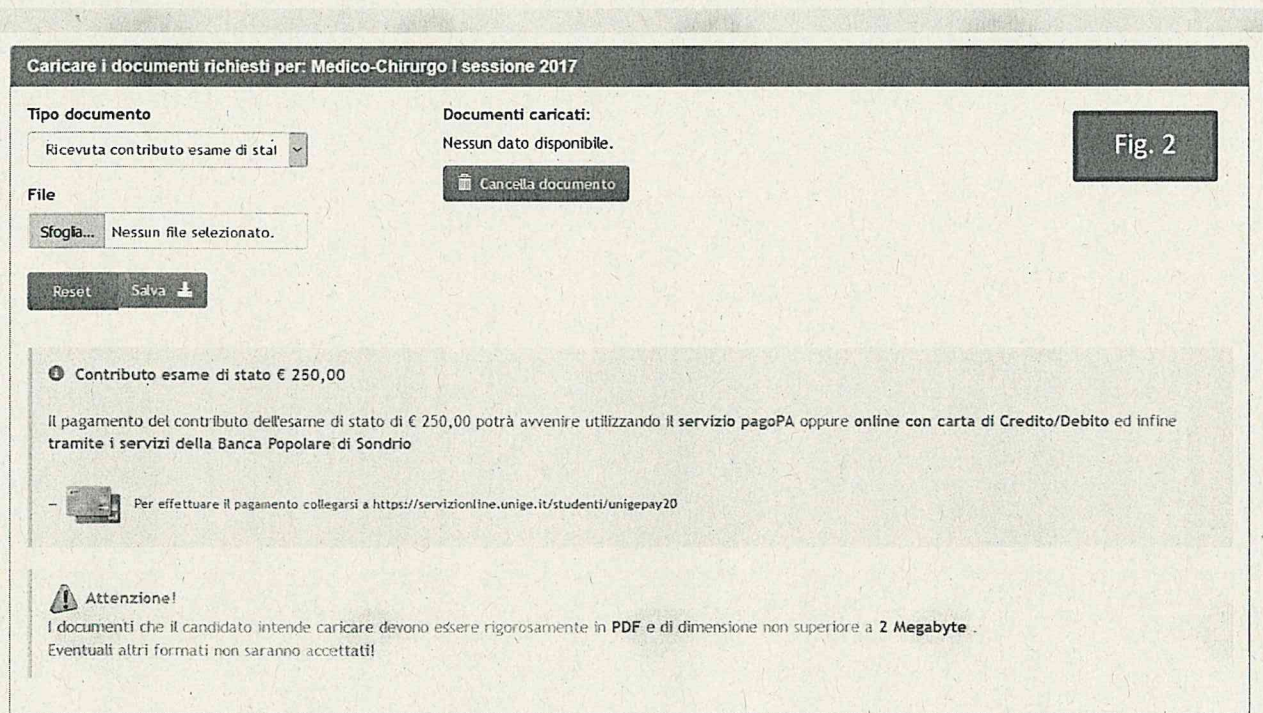 Caricare i documenti richiesti per: Medico-Chirurgo I sessione 2017
Tipo documento
Ricevuta contributo esame di stat
File
Sfoglia... Nessun file selezionato.
Reset Salva
Documenti caricati:
Nessun dato disponibile.
Cancella documento
Fig. 2
Contributo esame di stato € 250,00
Il pagamento del contributo dell'esame di stato di € 250,00 potrà avvenire utilizzando il servizio pagoPA oppure online con carta di Credito/Debito ed infine
tramite i servizi della Banca Popolare di Sondrio
– Per effettuare il pagamento collegarsi a https://servizionline.unige.it/studenti/unigepay20
Attenzione!
I documenti che il candidato intende caricare devono essere rigorosamente in PDF e di dimensione non superiore a 2 Megabyte .
Eventuali altri formati non saranno accettati!